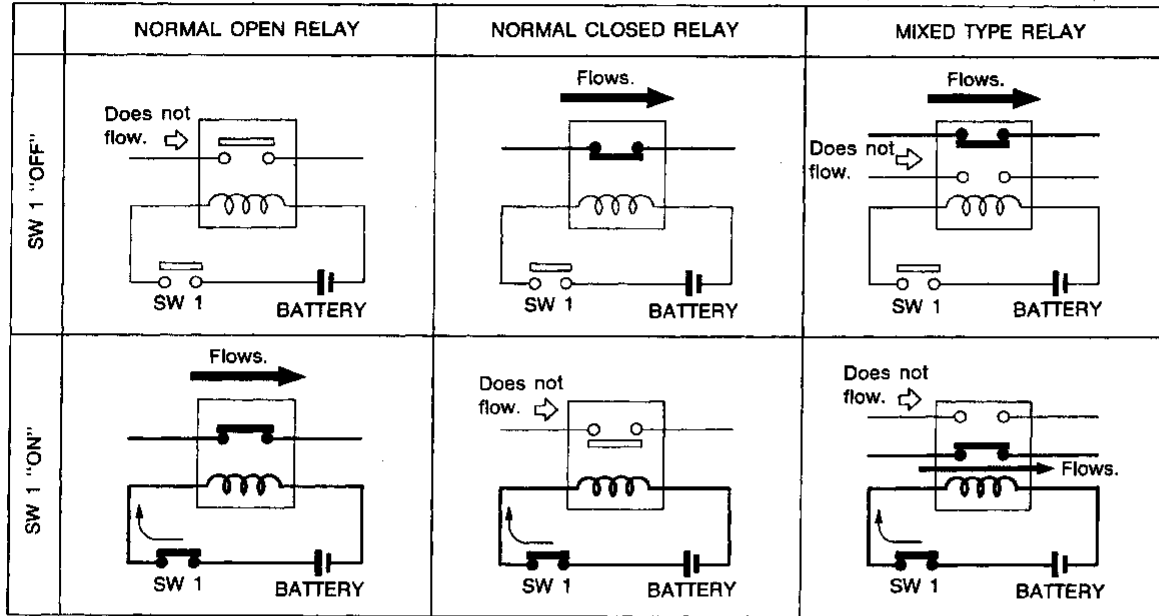 NORMAL OPEN RELAY
NORMAL CLOSED RELAY
MIXED TYPE RELAY
SW 1 "OFF"
Does not
flow.
SW 1
BATTERY
Flows.
SW 1
BATTERY
Flows.
Does not
flow.
SW 1
BATTERY
SW 1 "ON"
Flows.
SW 1
BATTERY
Does not
flow.
SW 1
BATTERY
Does not
flow.
Flows.
SW 1
BATTERY